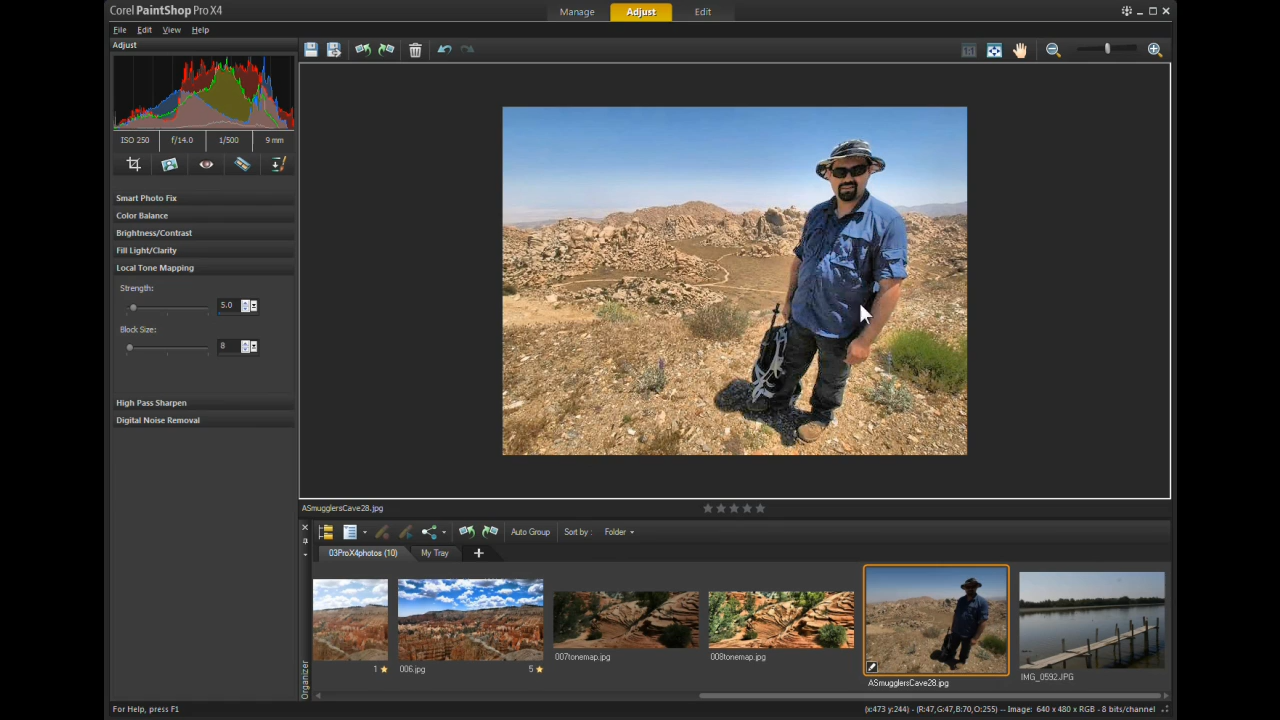 Corel PaintShop Pro X4
Manage
Adjust
Edit
File Edit View Help
Adjust
ISO 250 f/14.0 1/500 9 mm
Smart Photo Fix
Color Balance
Brightness/Contrast
Fill Light/Clarity
Local Tone Mapping
Strength:
5.0
Block Size:
8
High Pass Sharpen
Digital Noise Removal
ASmugglersCave28.jpg
Auto Group Sort by : Folder
03ProX4photos (10) My Tray
1
006.jpg 5
007tonemap.jpg
008tonemap.jpg
ASmugglersCave28.jpg
IMG_0592.JPG
Organizer
For Help, press F1
(x:473 y:244) - (R:47,G:47,B:70,O:255) -- Image: 640 x 480 x RGB - 8 bits/channel